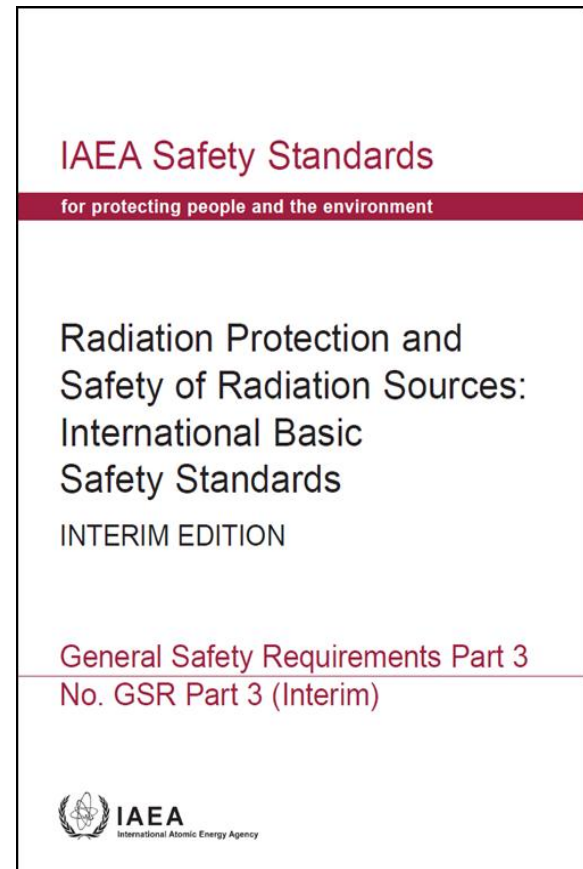 IAEA Safety Standards
for protecting people and the environment
Radiation Protection and
Safety of Radiation Sources:
International Basic
Safety Standards
INTERIM EDITION
General Safety Requirements Part 3
No. GSR Part 3 (Interim)
IAEA
International Atomic Energy Agency